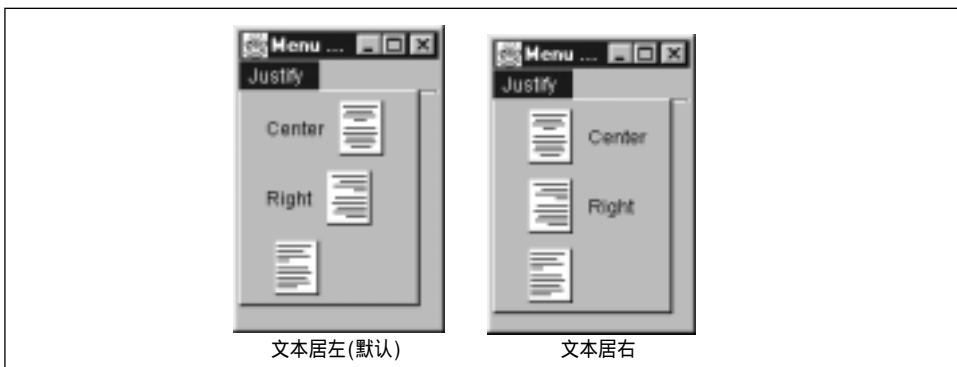 Menu ...
Justify
Center
Right
文本居左(默认)
Menu ...
Justify
Center
Right
文本居右